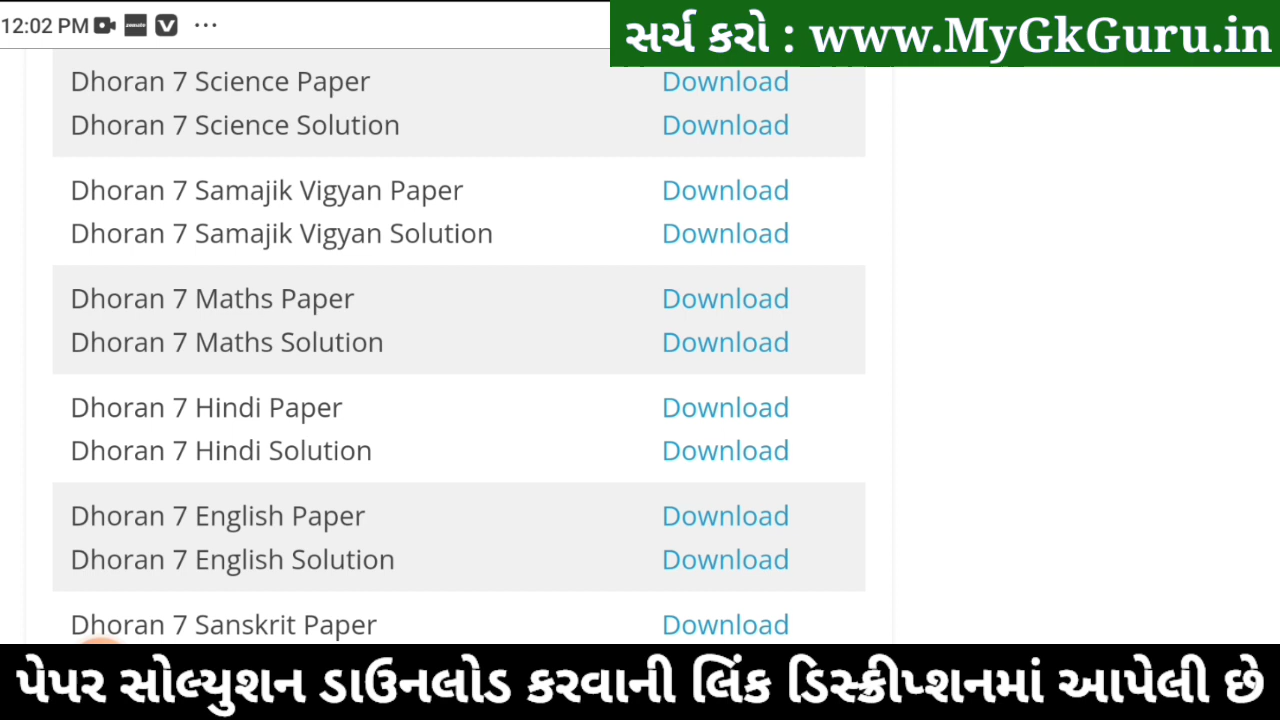 12:02 PM
સર્ચ કરો : www.MyGkGuru.in
Dhoran 7 Science Paper Download
Dhoran 7 Science Solution Download
Dhoran 7 Samajik Vigyan Paper Download
Dhoran 7 Samajik Vigyan Solution Download
Dhoran 7 Maths Paper Download
Dhoran 7 Maths Solution Download
Dhoran 7 Hindi Paper Download
Dhoran 7 Hindi Solution Download
Dhoran 7 English Paper Download
Dhoran 7 English Solution Download
Dhoran 7 Sanskrit Paper Download
પેપર સોલ્યુશન ડાઉનલોડ કરવાની લિંક ડિસ્ક્રીપ્શનમાં આપેલી છે